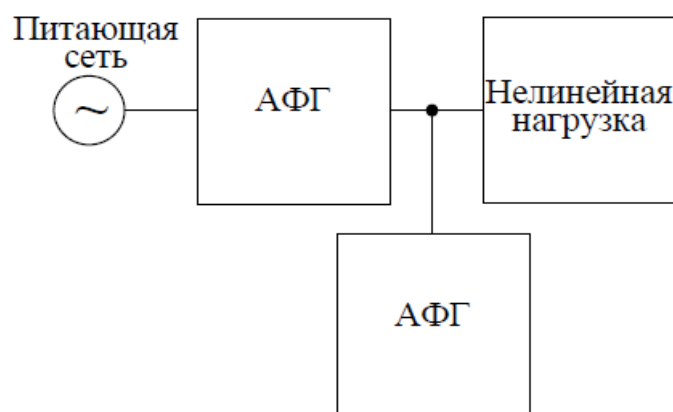 Питающая
сеть
~
АФГ
Нелинейная
нагрузка
АФГ